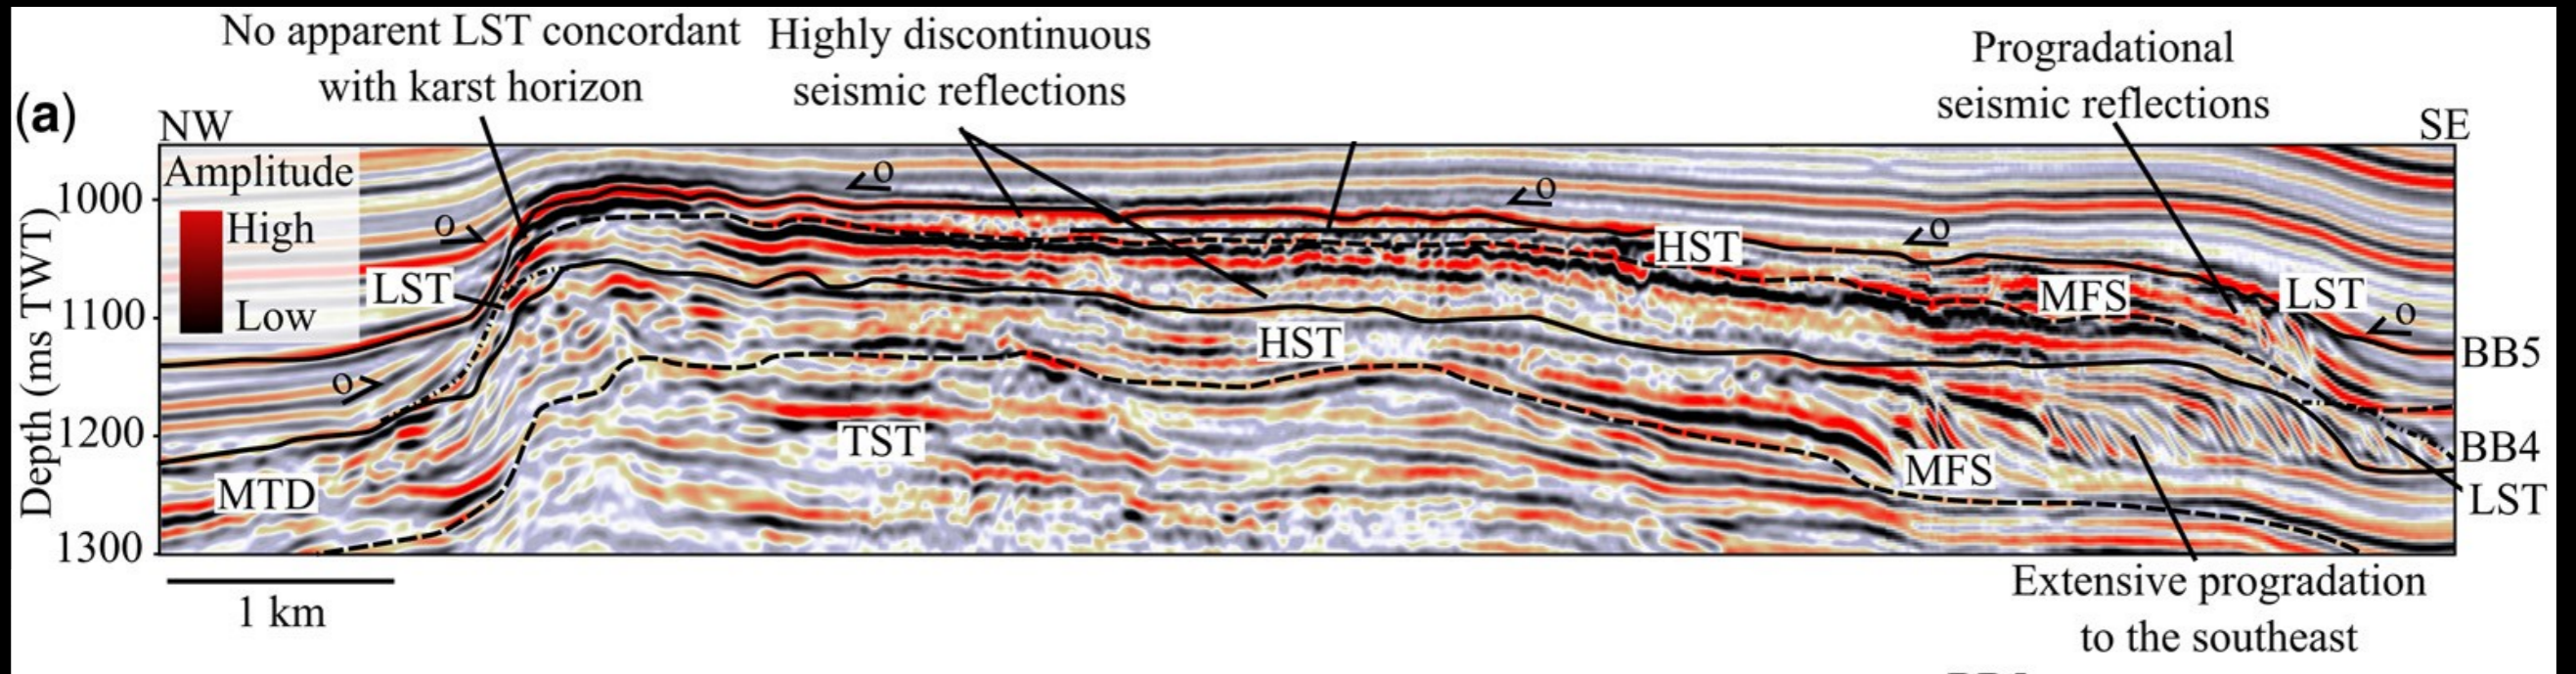 No apparent LST concordant
with karst horizon
Highly discontinuous
seismic reflections
Progradational
seismic reflections
(a)
NW
SE
Amplitude
High
Low
Depth (ms TWT)
1000
1100
1200
1300
o
o
o
o
o
o
LST
HST
MFS
LST
HST
BB5
TST
MFS
BB4
MTD
LST
1 km
Extensive progradation
to the southeast